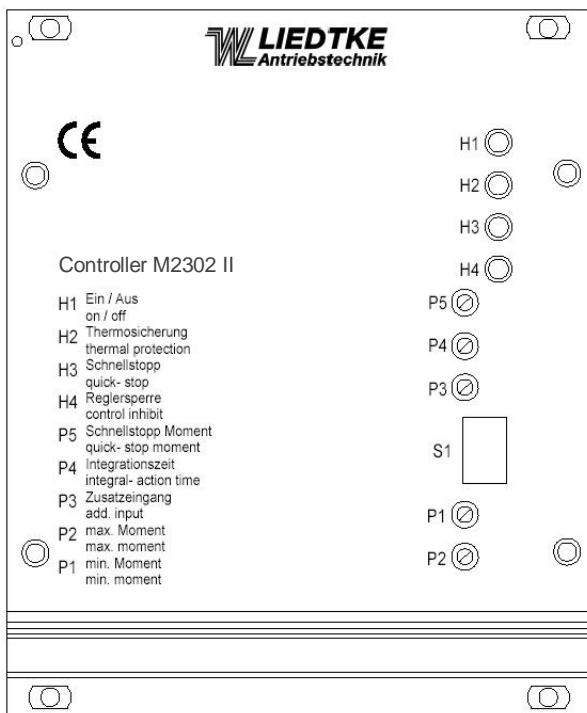 LIEDTKE
Antriebstechnik
CE
H1
H2
H3
H4
P5
P4
P3
S1
P1
P2
Controller M2302 II
H1 Ein / Aus
on / off
H2 Thermosicherung
thermal protection
H3 Schnellstopp
quick- stop
H4 Reglersperre
control inhibit
P5 Schnellstopp Moment
quick- stop moment
P4 Integrationszeit
integral- action time
P3 Zusatzeingang
add. input
P2 max. Moment
max. moment
P1 min. Moment
min. moment